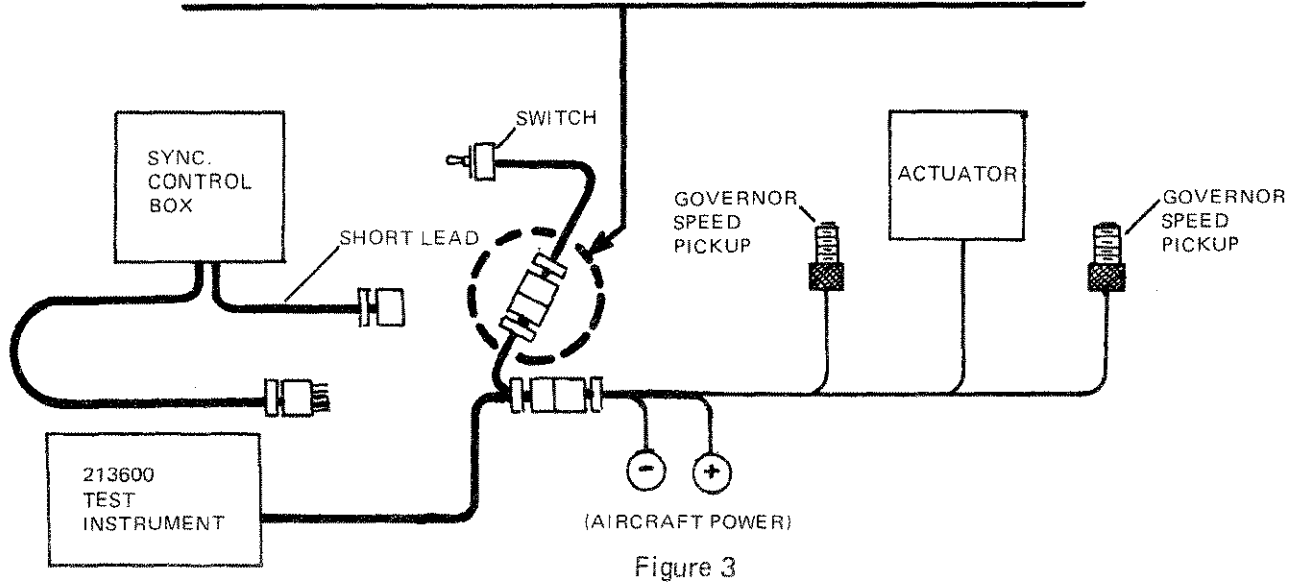 SWITCH
SYNC.
CONTROL
BOX
SHORT LEAD
GOVERNOR
SPEED
PICKUP
ACTUATOR
GOVERNOR
SPEED
PICKUP
213600
TEST
INSTRUMENT
- +
(AIRCRAFT POWER)
Figure 3